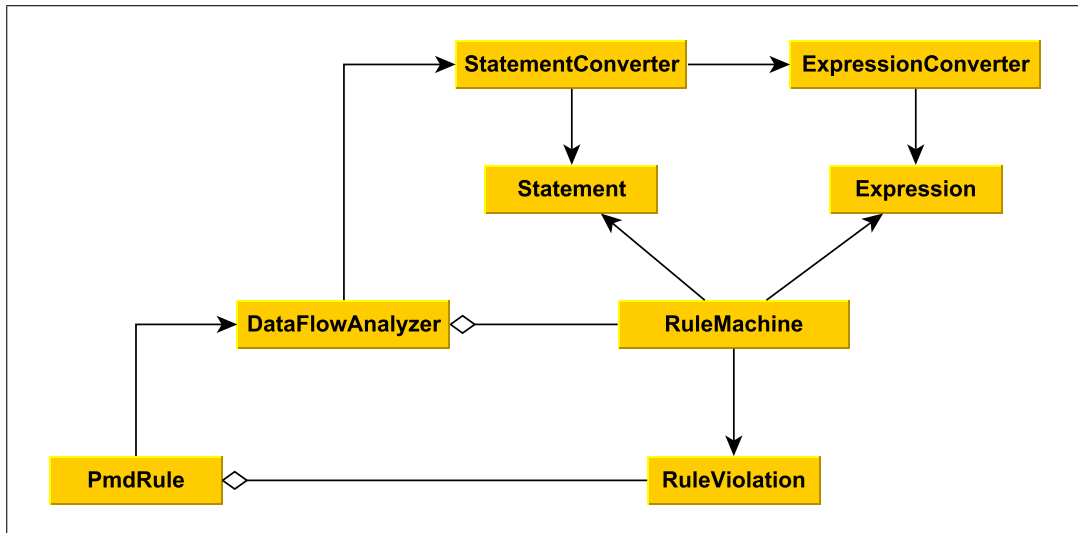 StatementConverter
ExpressionConverter
Statement
Expression
DataFlowAnalyzer
RuleMachine
PmdRule
RuleViolation